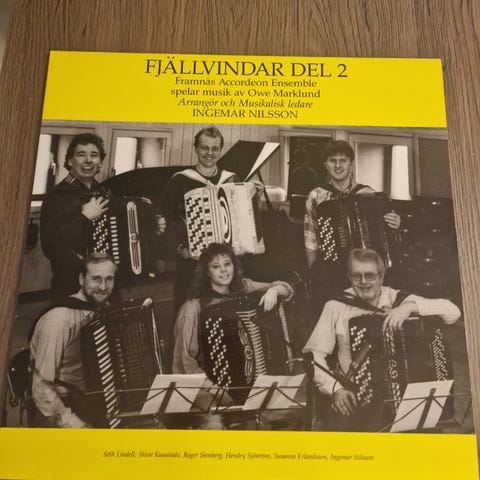 FJÄLLVINDAR DEL 2
Framnäs Accordeon Ensemble
spelar musik av Owe Marklund
Arrangör och Musikalisk ledare
INGEMAR NILSSON
Seth Lindell, Sture Kuusisalo, Roger Stenberg, Hendry Sjöström, Susanne Erlandsson, Ingemar Nilsson